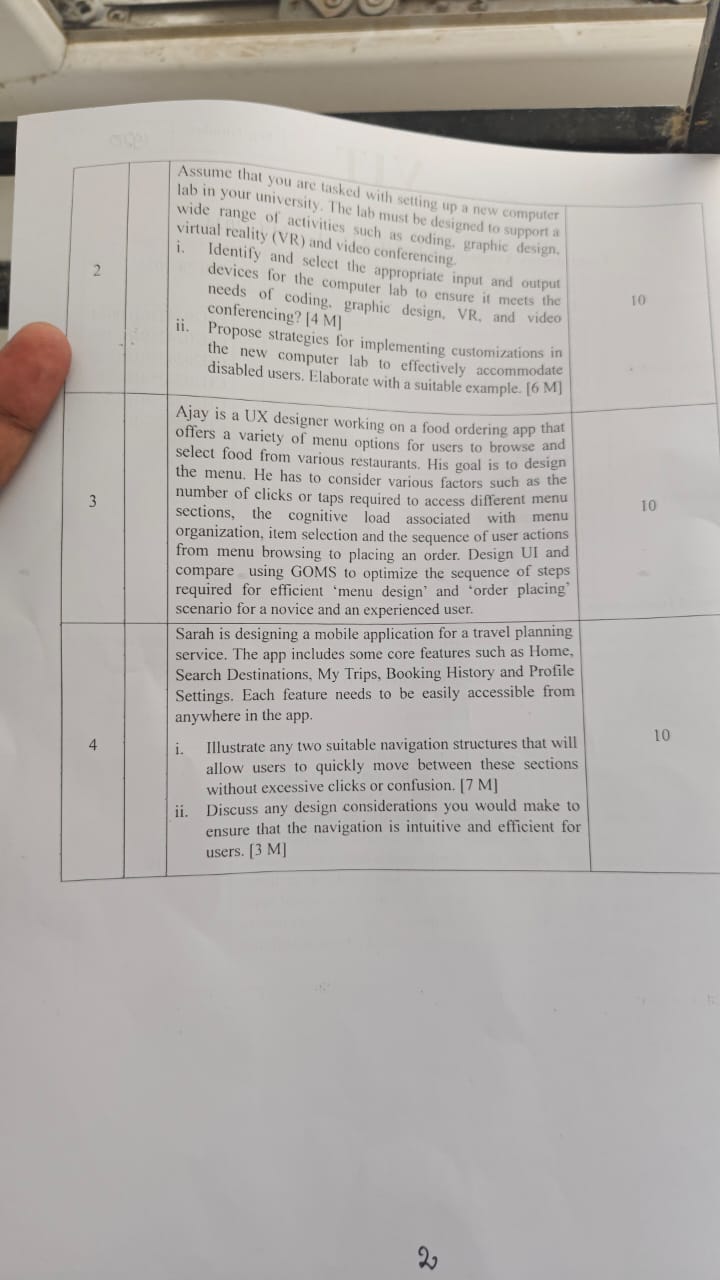 Assume that you are tasked with setting up a new computer
lab in your university. The lab must be designed to support a
wide range of activities such as coding, graphic design,
virtual reality (VR) and video conferencing.
i. Identify and select the appropriate input and output
devices for the computer lab to ensure it meets the
needs of coding, graphic design, VR, and video
conferencing? [4 M]
2
10
ii. Propose strategies for implementing customizations in
the new computer lab to effectively accommodate
disabled users. Elaborate with a suitable example. [6 M]
Ajay is a UX designer working on a food ordering app that
offers a variety of menu options for users to browse and
select food from various restaurants. His goal is to design
the menu. He has to consider various factors such as the
number of clicks or taps required to access different menu
sections, the cognitive load associated with menu
organization, item selection and the sequence of user actions
from menu browsing to placing an order. Design UI and
compare using GOMS to optimize the sequence of steps
required for efficient 'menu design' and 'order placing'
scenario for a novice and an experienced user.
3
10
Sarah is designing a mobile application for a travel planning
service. The app includes some core features such as Home,
Search Destinations, My Trips, Booking History and Profile
Settings. Each feature needs to be easily accessible from
anywhere in the app.
4
10
i. Illustrate any two suitable navigation structures that will
allow users to quickly move between these sections
without excessive clicks or confusion. [7 M]
ii. Discuss any design considerations you would make to
ensure that the navigation is intuitive and efficient for
users. [3 M]
2